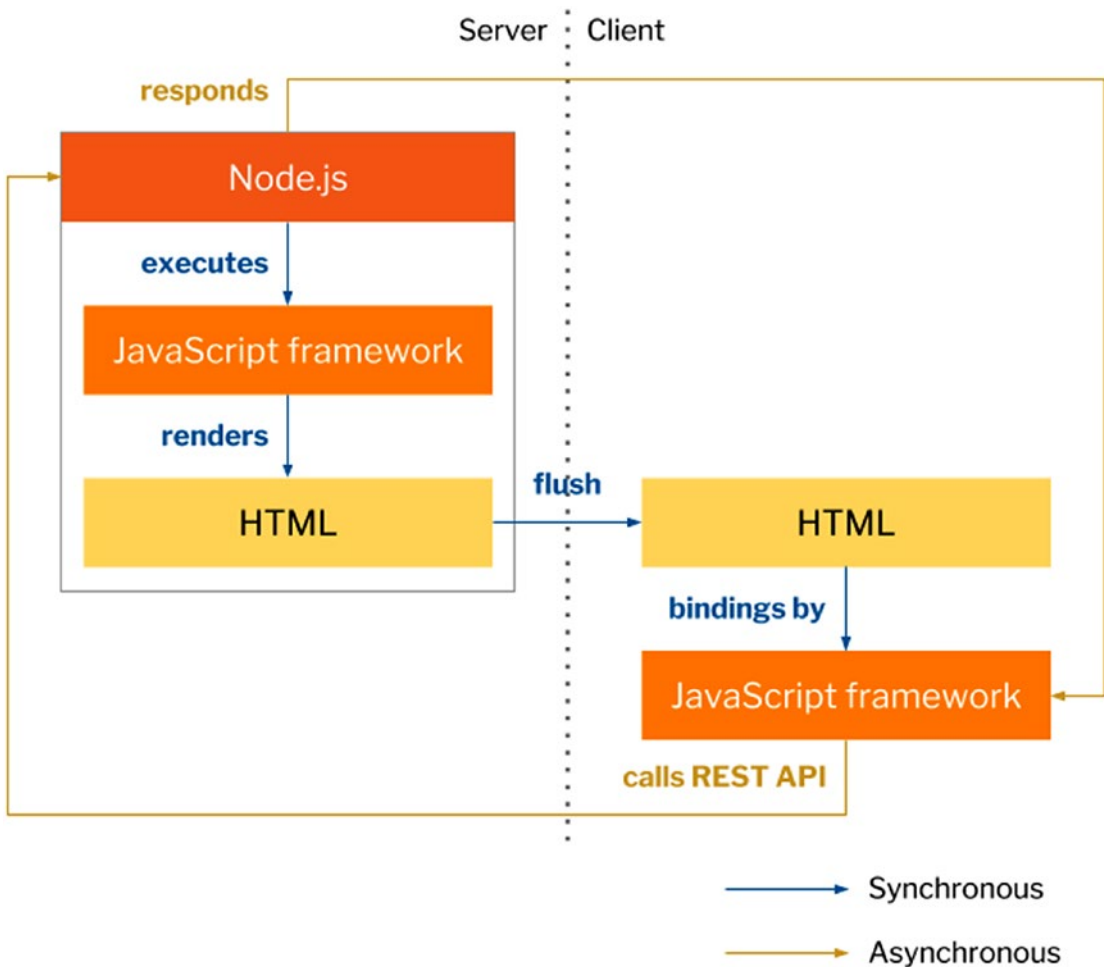 Server
Client
responds
Node.js
executes
JavaScript framework
renders
HTML
flush
HTML
bindings by
JavaScript framework
calls REST API
Synchronous
Asynchronous